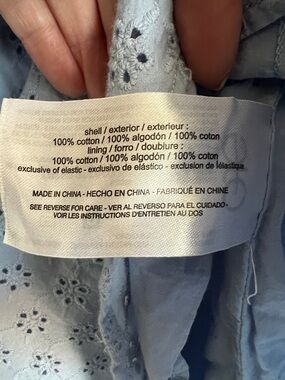 shell / exterior / exterieur :
100% cotton / 100% algodón / 100% coton
lining / forro / doublure :
100% cotton / 100% algodón / 100% coton
exclusive of elastic - exclusivo de elástico - exclusion de l'élastique
MADE IN CHINA - HECHO EN CHINA - FABRIQUÉ EN CHINE
SEE REVERSE FOR CARE - VER AL REVERSO PARA EL CUIDADO -
VOIR LES INSTRUCTIONS D'ENTRETIEN AU DOS